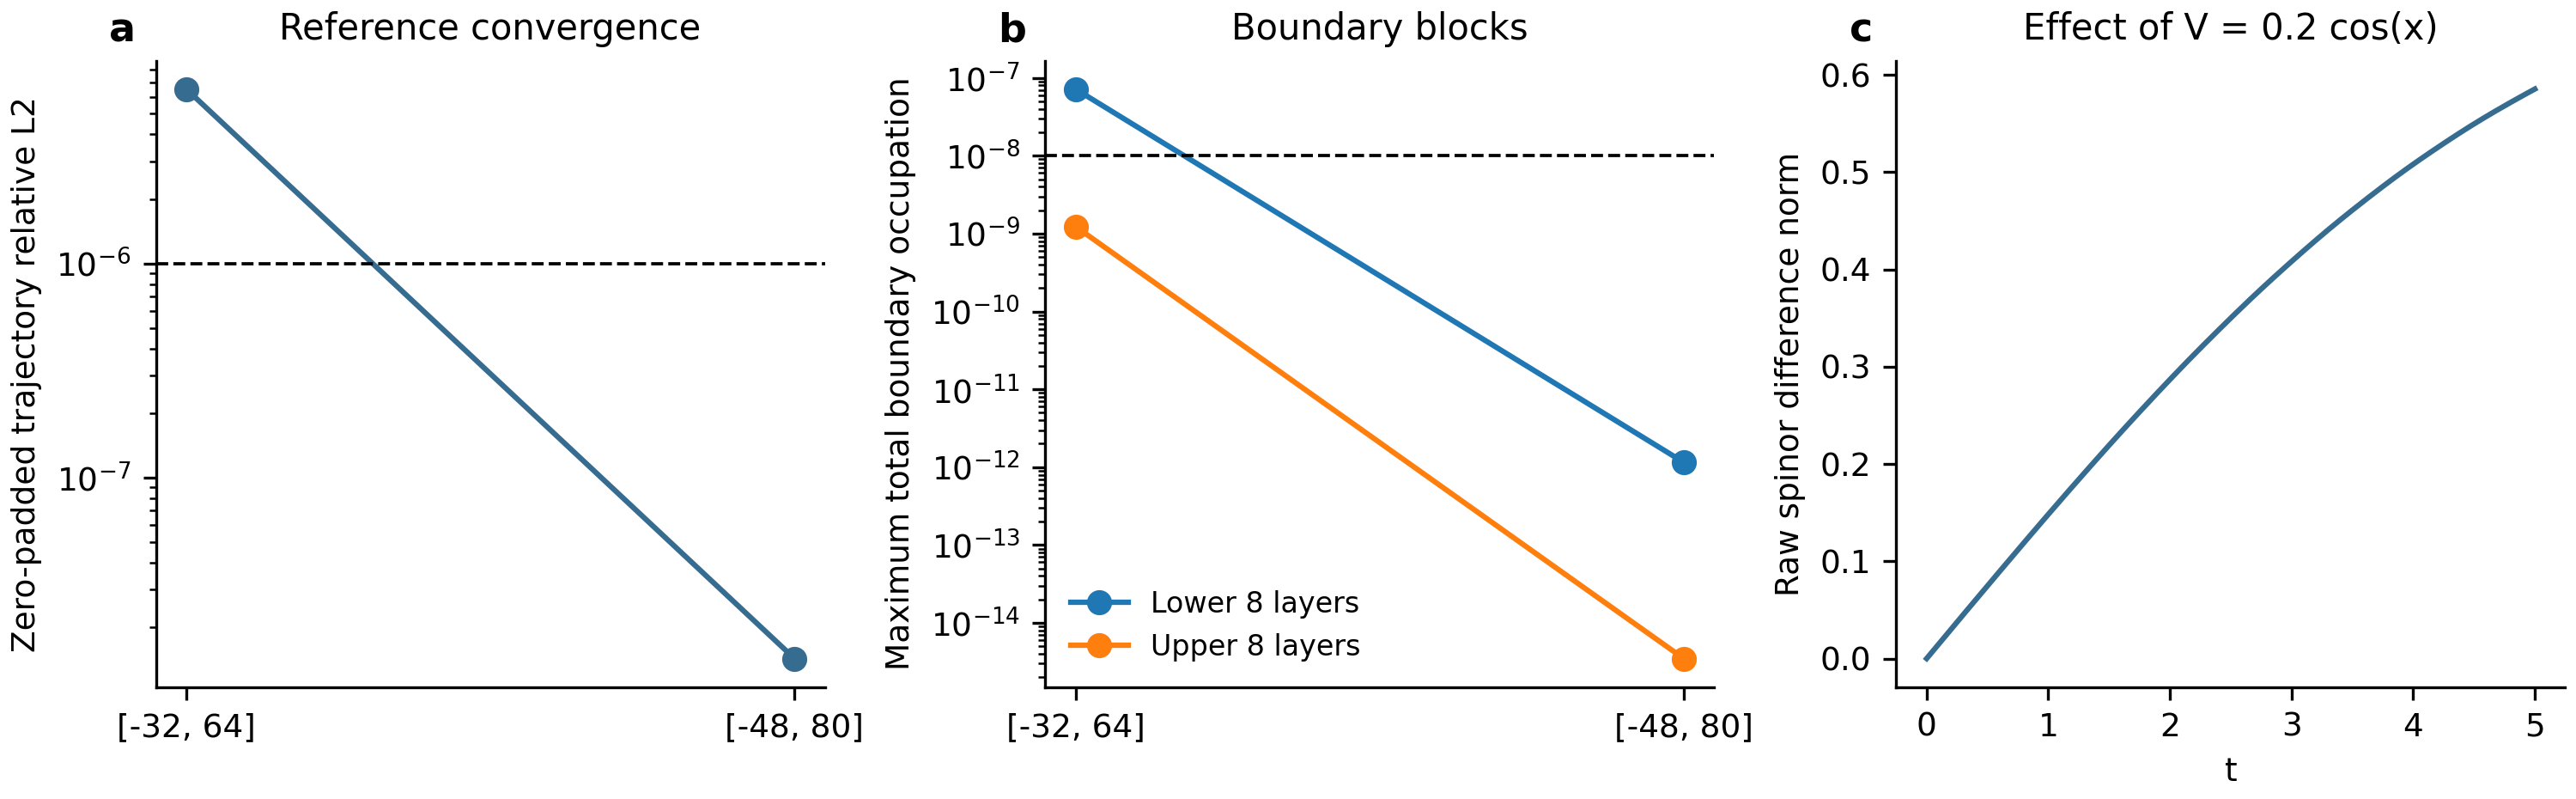 a
Reference convergence
Zero-padded trajectory relative L2
10⁻⁶
10⁻⁷
[-32, 64]
[-48, 80]
b
Boundary blocks
Maximum total boundary occupation
10⁻⁷
10⁻⁸
10⁻⁹
10⁻¹⁰
10⁻¹¹
10⁻¹²
10⁻¹³
10⁻¹⁴
Lower 8 layers
Upper 8 layers
[-32, 64]
[-48, 80]
c
Effect of V = 0.2 cos(x)
Raw spinor difference norm
0.6
0.5
0.4
0.3
0.2
0.1
0.0
0
1
2
3
4
5
t